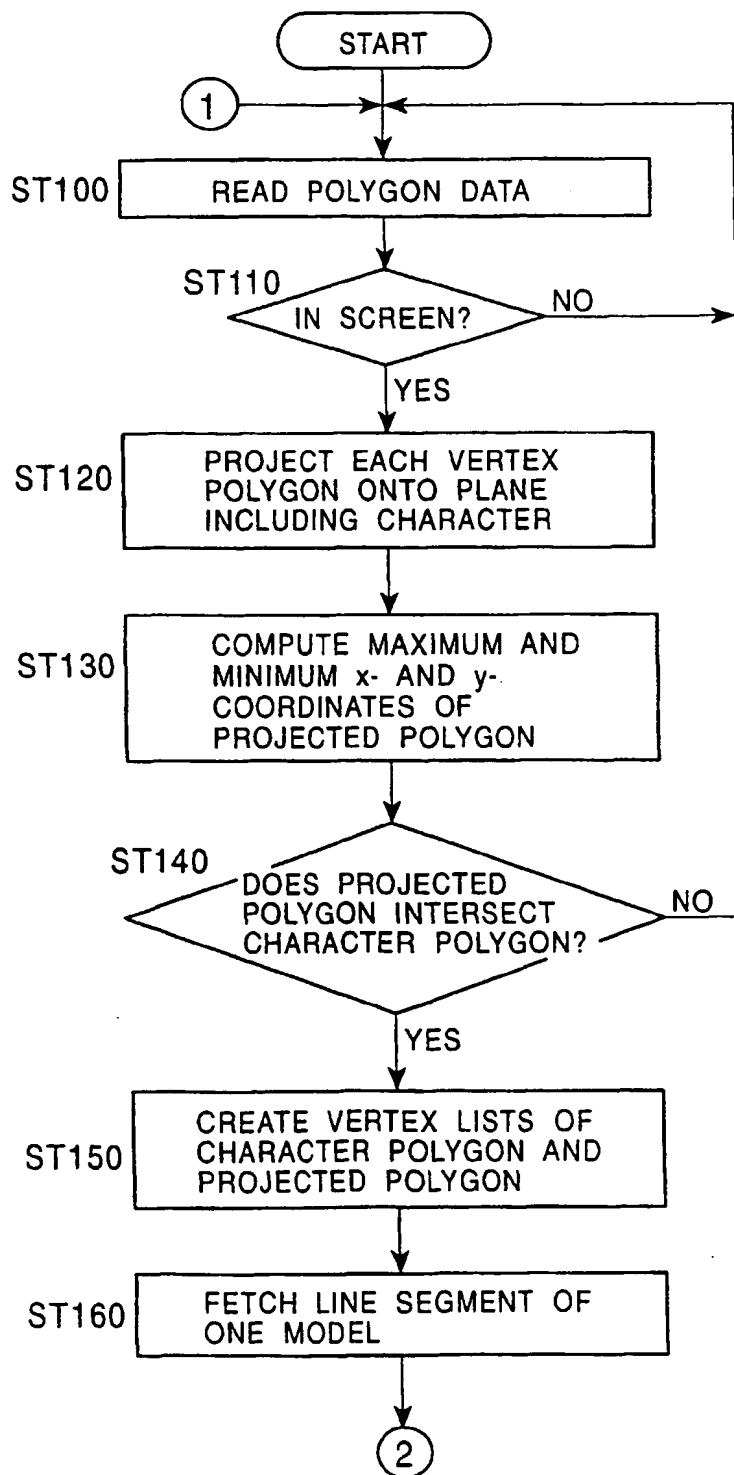 START
1
ST100
READ POLYGON DATA
ST110
IN SCREEN?
NO
YES
ST120
PROJECT EACH VERTEX
POLYGON ONTO PLANE
INCLUDING CHARACTER
ST130
COMPUTE MAXIMUM AND
MINIMUM x- AND y-
COORDINATES OF
PROJECTED POLYGON
ST140
DOES PROJECTED
POLYGON INTERSECT
CHARACTER POLYGON?
NO
YES
ST150
CREATE VERTEX LISTS OF
CHARACTER POLYGON AND
PROJECTED POLYGON
ST160
FETCH LINE SEGMENT OF
ONE MODEL
2